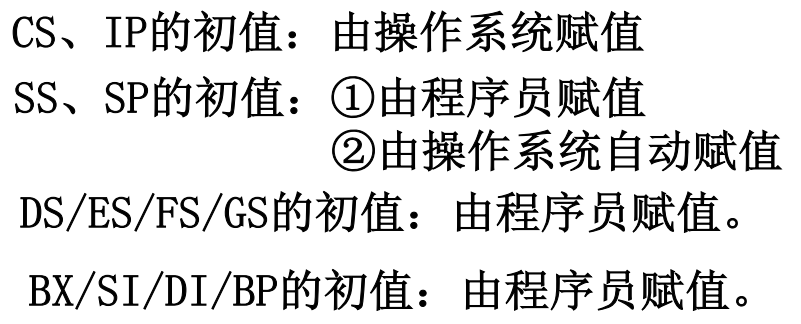 CS、IP的初值：由操作系统赋值
SS、SP的初值：①由程序员赋值
②由操作系统自动赋值
DS/ES/FS/GS的初值：由程序员赋值。
BX/SI/DI/BP的初值：由程序员赋值。